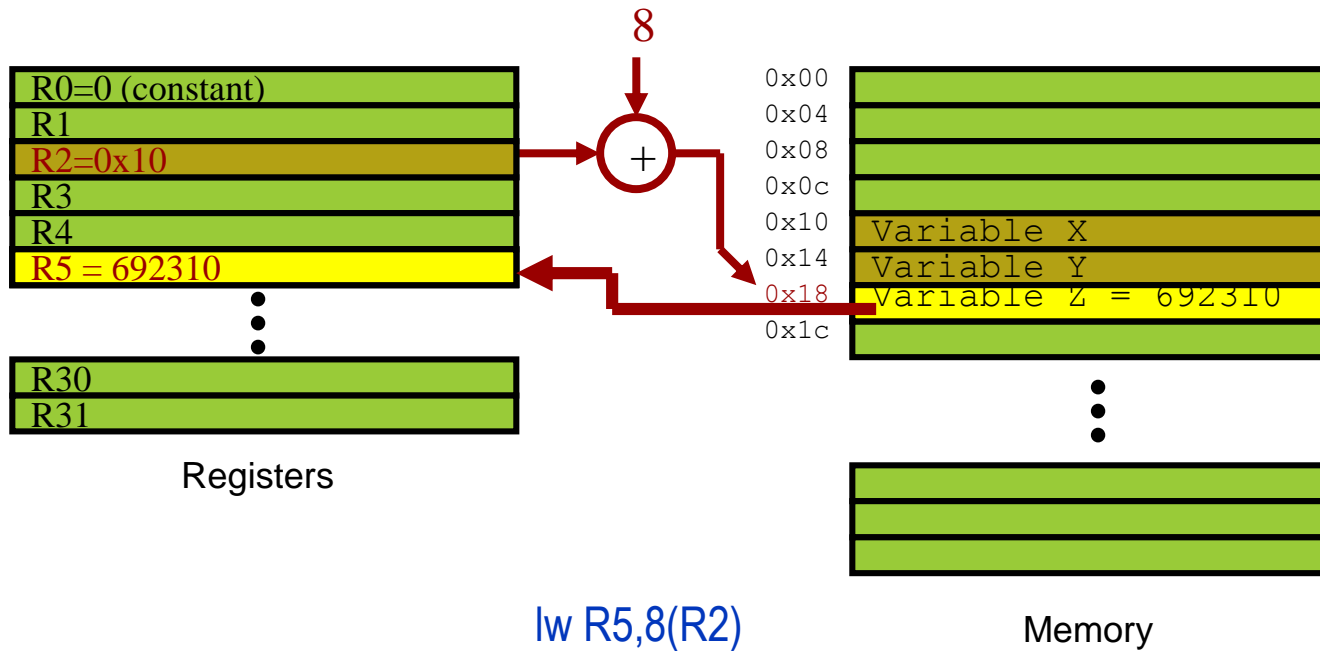 8
R0=0 (constant)
R1
R2=0x10
R3
R4
R5 = 692310
R30
R31
Registers
+
0x00
0x04
0x08
0x0c
0x10
0x14
0x18
0x1c
Variable X
Variable Y
Variable Z = 692310
lw R5,8(R2)
Memory